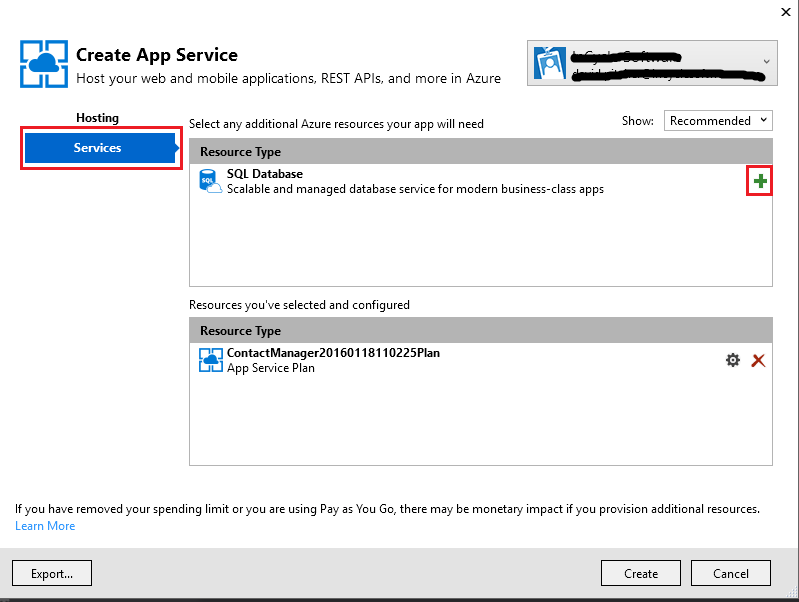 Create App Service
Host your web and mobile applications, REST APIs, and more in Azure
Hosting
Services
Select any additional Azure resources your app will need
Show:
Recommended
Resource Type
SQL
SQL Database
Scalable and managed database service for modern business-class apps
Resources you've selected and configured
Resource Type
ContactManager20160118110225Plan
App Service Plan
If you have removed your spending limit or you are using Pay as You Go, there may be monetary impact if you provision additional resources.
Learn More
Export...
Create
Cancel